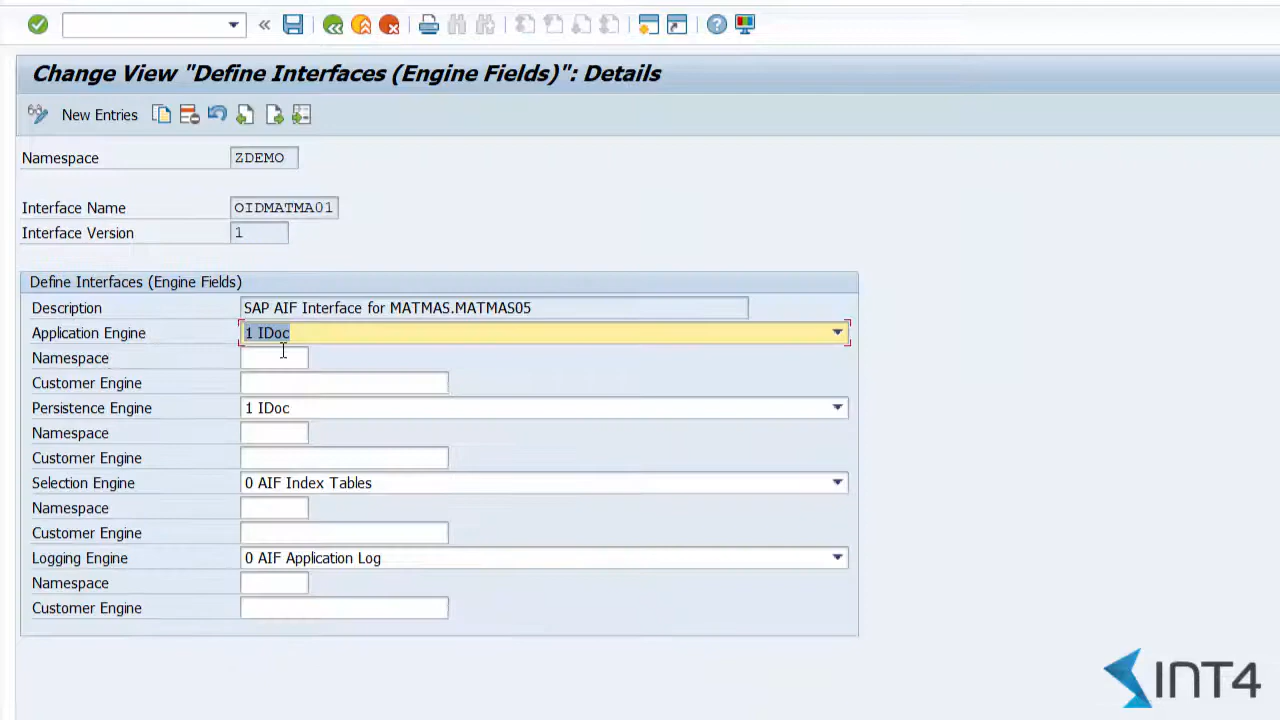 Change View "Define Interfaces (Engine Fields)": Details
New Entries
Namespace ZDEMO
Interface Name OIDMATMA01
Interface Version 1
Define Interfaces (Engine Fields)
Description SAP AIF Interface for MATMAS.MATMAS05
Application Engine 1 IDoc
Namespace
Customer Engine
Persistence Engine 1 IDoc
Namespace
Customer Engine
Selection Engine 0 AIF Index Tables
Namespace
Customer Engine
Logging Engine 0 AIF Application Log
Namespace
Customer Engine
INT4